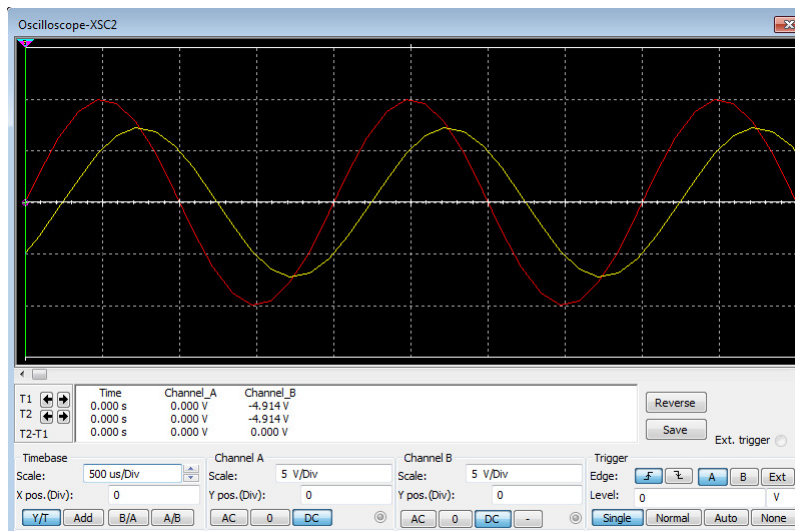 Oscilloscope-XSC2
Time Channel_A Channel_B
T1 0.000 s 0.000 V -4.914 V
T2 0.000 s 0.000 V -4.914 V
T2-T1 0.000 s 0.000 V 0.000 V
Reverse
Save
Ext. trigger
Timebase
Scale: 500 us/Div
X pos.(Div): 0
Y/T Add B/A A/B
Channel A
Scale: 5 V/Div
Y pos.(Div): 0
AC 0 DC
Channel B
Scale: 5 V/Div
Y pos.(Div): 0
AC 0 DC -
Trigger
Edge: A B Ext
Level: 0 V
Single Normal Auto None